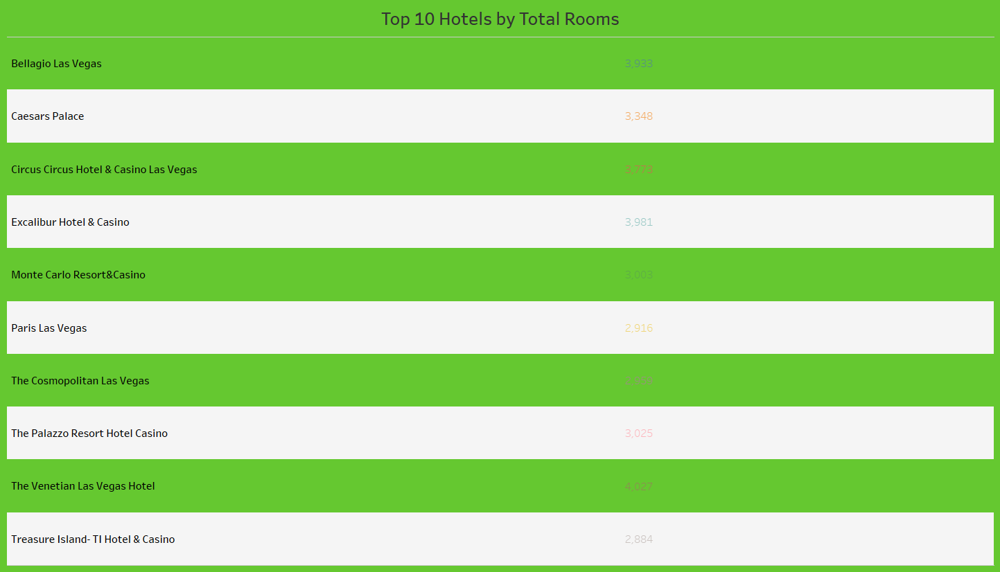 Top 10 Hotels by Total Rooms
Bellagio Las Vegas 3,933
Caesars Palace 3,348
Circus Circus Hotel & Casino Las Vegas 3,773
Excalibur Hotel & Casino 3,981
Monte Carlo Resort&Casino 3,003
Paris Las Vegas 2,916
The Cosmopolitan Las Vegas 2,959
The Palazzo Resort Hotel Casino 3,025
The Venetian Las Vegas Hotel 4,027
Treasure Island- TI Hotel & Casino 2,884